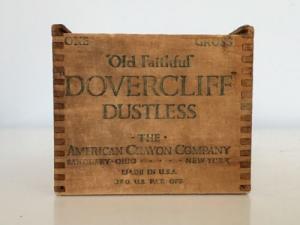 ONE GROSS
"Old Faithful"
"DOVERCLIFF"
DUSTLESS
- THE -
AMERICAN CRAYON COMPANY
SANDUSKY-OHIO - - - - - NEW YORK
MADE IN U.S.A.
REG. U.S. PAT. OFF.